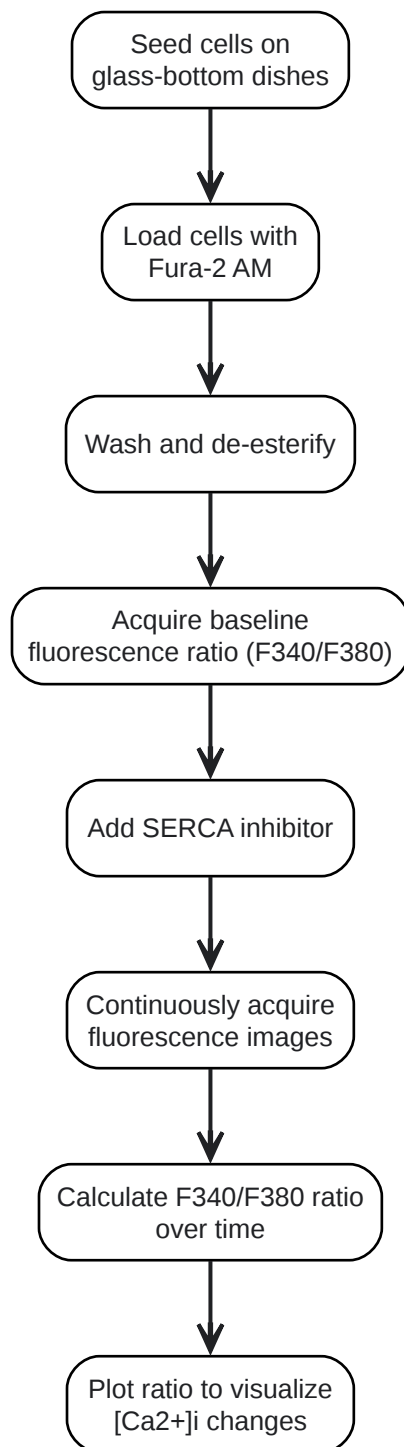 Seed cells on
glass-bottom dishes
Load cells with
Fura-2 AM
Wash and de-esterify
Acquire baseline
fluorescence ratio (F340/F380)
Add SERCA inhibitor
Continuously acquire
fluorescence images
Calculate F340/F380 ratio
over time
Plot ratio to visualize
[Ca2+]i changes